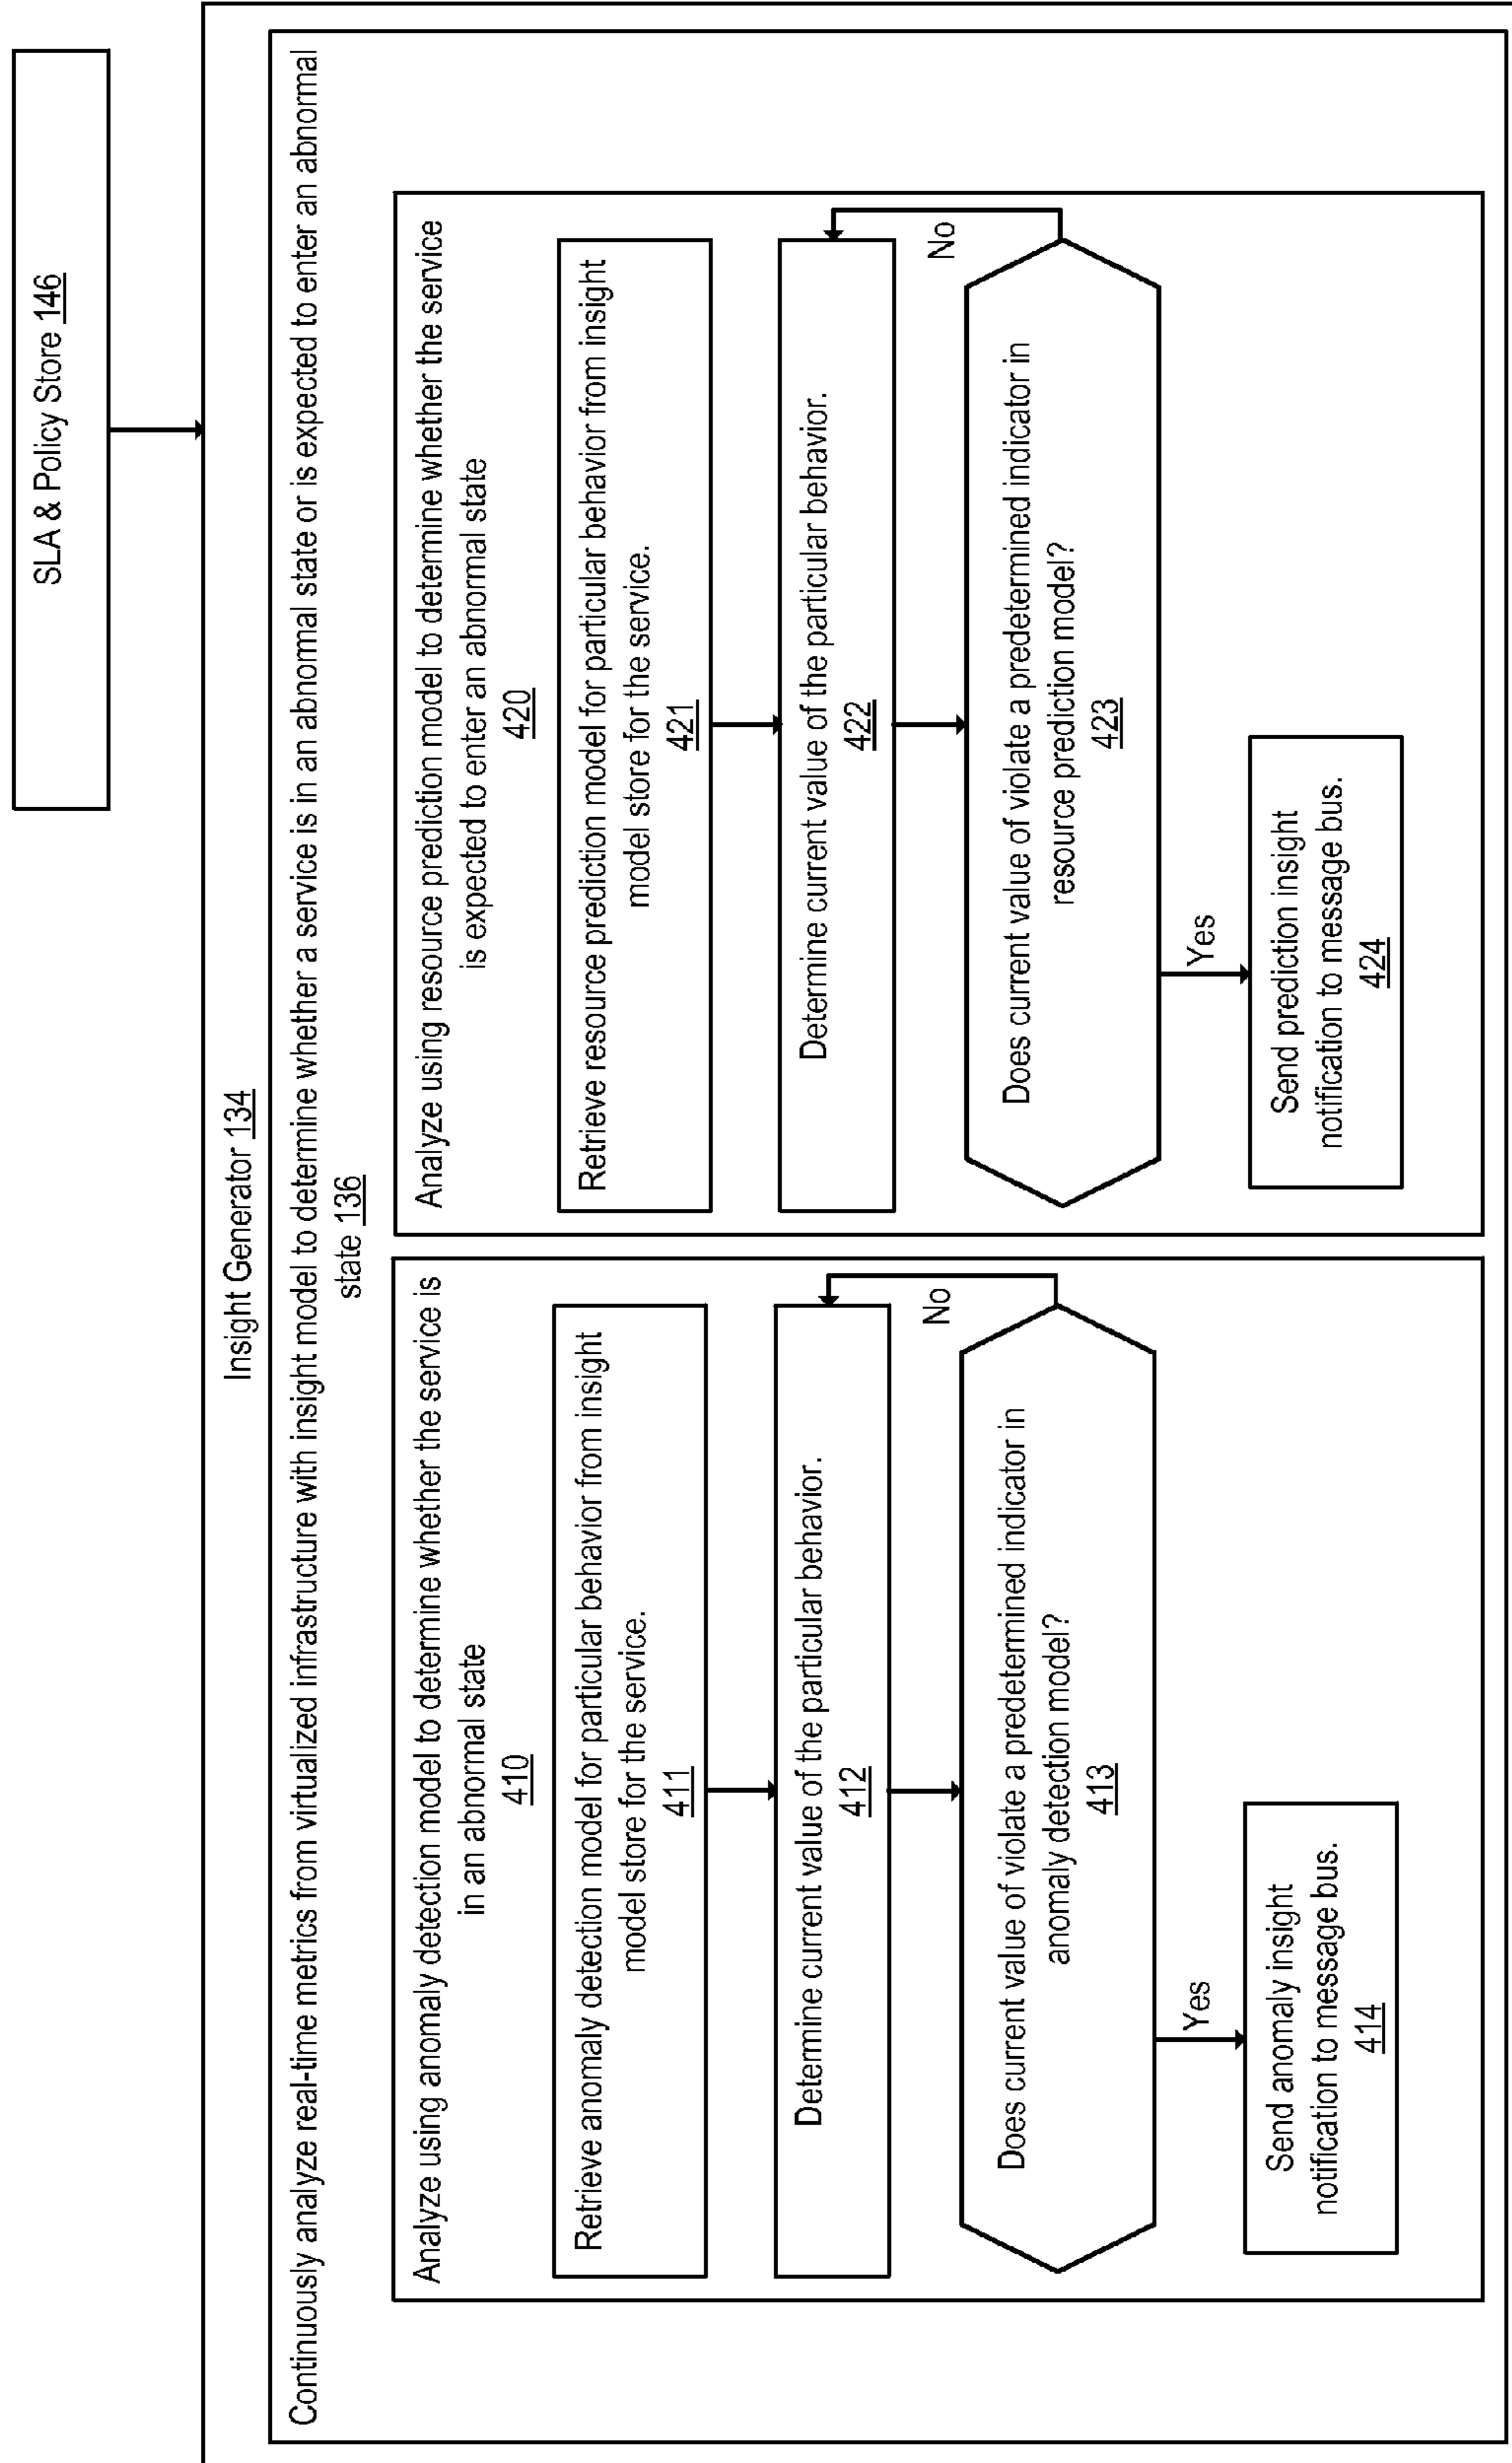 SLA & Policy Store 146
Insight Generator 134
Continuously analyze real-time metrics from virtualized infrastructure with insight model to determine whether a service is in an abnormal state or is expected to enter an abnormal
state 136
Analyze using anomaly detection model to determine whether the service is
in an abnormal state
410
Retrieve anomaly detection model for particular behavior from insight
model store for the service.
411
Determine current value of the particular behavior.
412
Does current value of violate a predetermined indicator in
anomaly detection model?
413
No
Yes
Send anomaly insight
notification to message bus.
414
Analyze using resource prediction model to determine whether the service
is expected to enter an abnormal state
420
Retrieve resource prediction model for particular behavior from insight
model store for the service.
421
Determine current value of the particular behavior.
422
Does current value of violate a predetermined indicator in
resource prediction model?
423
No
Yes
Send prediction insight
notification to message bus.
424